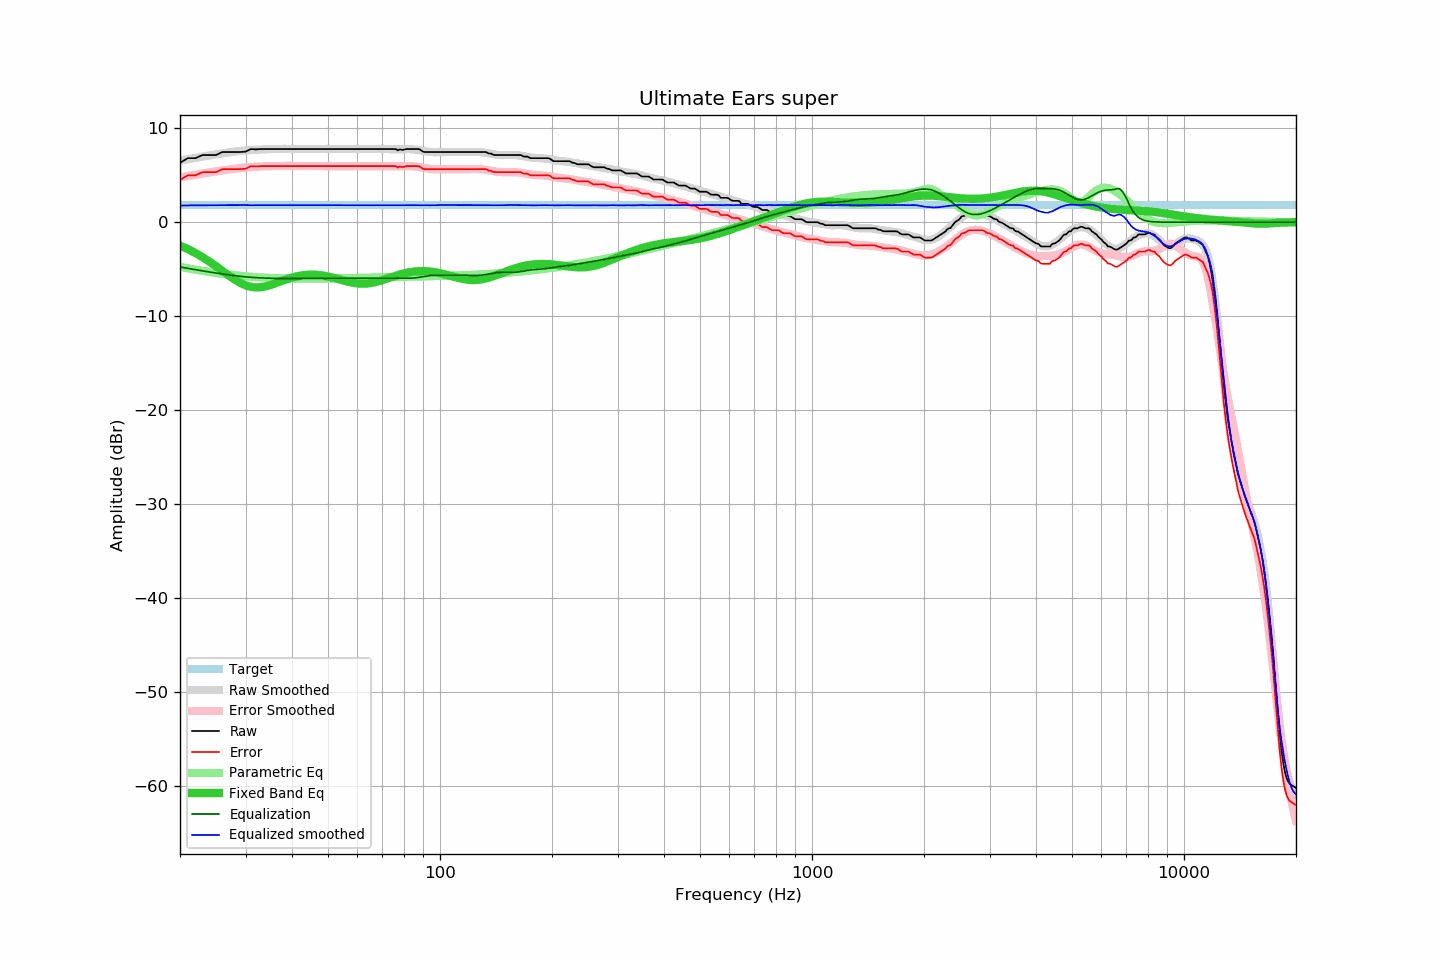 Ultimate Ears super
10
0
−10
−20
−30
−40
−50
−60
Amplitude (dBr)
Target
Raw Smoothed
Error Smoothed
Raw
Error
Parametric Eq
Fixed Band Eq
Equalization
Equalized smoothed
100
1000
10000
Frequency (Hz)